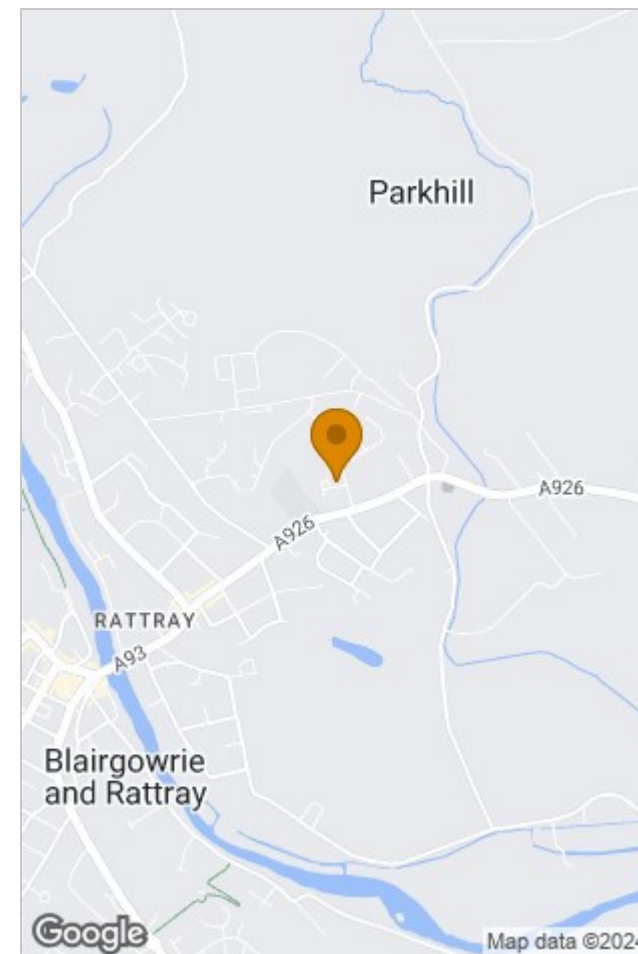 Parkhill
A926
A926
RATTRAY
A93
Blairgowrie
and Rattray
Google
Map data ©2024